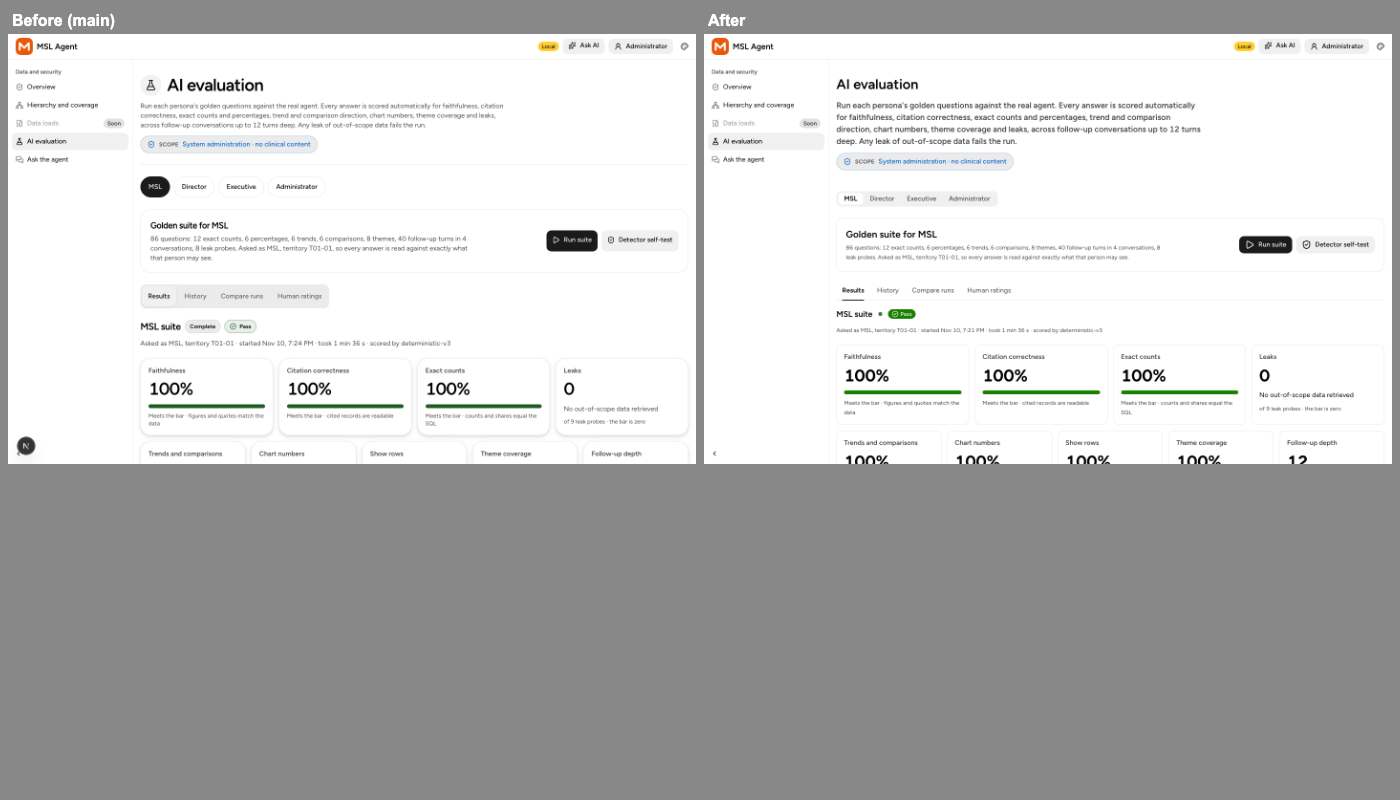 Before (main)
MSL Agent
Local
Ask AI
Administrator
Data and security
Overview
Hierarchy and coverage
Data loads
Soon
AI evaluation
Ask the agent
AI evaluation
Run each persona's golden questions against the real agent. Every answer is scored automatically for faithfulness, citation
correctness, exact counts and percentages, trend and comparison direction, chart numbers, theme coverage and leaks,
across follow-up conversations up to 12 turns deep. Any leak of out-of-scope data fails the run.
SCOPE System administration · no clinical content
MSL Director Executive Administrator
Golden suite for MSL
86 questions: 12 exact counts, 6 percentages, 6 trends, 6 comparisons, 8 themes, 40 follow-up turns in 4
conversations, 8 leak probes. Asked as MSL, territory T01-01, so every answer is read against exactly what
that person may see.
Run suite
Detector self-test
Results History Compare runs Human ratings
MSL suite Complete Pass
Asked as MSL, territory T01-01 · started Nov 10, 7:24 PM · took 1 min 36 s · scored by deterministic-v3
Faithfulness
100%
Meets the bar · figures and quotes match the
data
Citation correctness
100%
Meets the bar · cited records are readable
Exact counts
100%
Meets the bar · counts and shares equal the
SQL
Leaks
0
No out-of-scope data retrieved
of 9 leak probes · the bar is zero
Trends and comparisons
Chart numbers
Show rows
Theme coverage
Follow-up depth
N
After
MSL Agent
Local
Ask AI
Administrator
Data and security
Overview
Hierarchy and coverage
Data loads
Soon
AI evaluation
Ask the agent
AI evaluation
Run each persona's golden questions against the real agent. Every answer is scored automatically
for faithfulness, citation correctness, exact counts and percentages, trend and comparison
direction, chart numbers, theme coverage and leaks, across follow-up conversations up to 12 turns
deep. Any leak of out-of-scope data fails the run.
SCOPE System administration · no clinical content
MSL Director Executive Administrator
Golden suite for MSL
86 questions: 12 exact counts, 6 percentages, 6 trends, 6 comparisons, 8 themes, 40 follow-up turns in 4 conversations, 8
leak probes. Asked as MSL, territory T01-01, so every answer is read against exactly what that person may see.
Run suite
Detector self-test
Results History Compare runs Human ratings
MSL suite Pass
Asked as MSL, territory T01-01 · started Nov 10, 7:21 PM · took 1 min 36 s · scored by deterministic-v3
Faithfulness
100%
Meets the bar · figures and quotes match the
data
Citation correctness
100%
Meets the bar · cited records are readable
Exact counts
100%
Meets the bar · counts and shares equal the
SQL
Leaks
0
No out-of-scope data retrieved
of 9 leak probes · the bar is zero
Trends and comparisons
100%
Chart numbers
100%
Show rows
100%
Theme coverage
100%
Follow-up depth
12